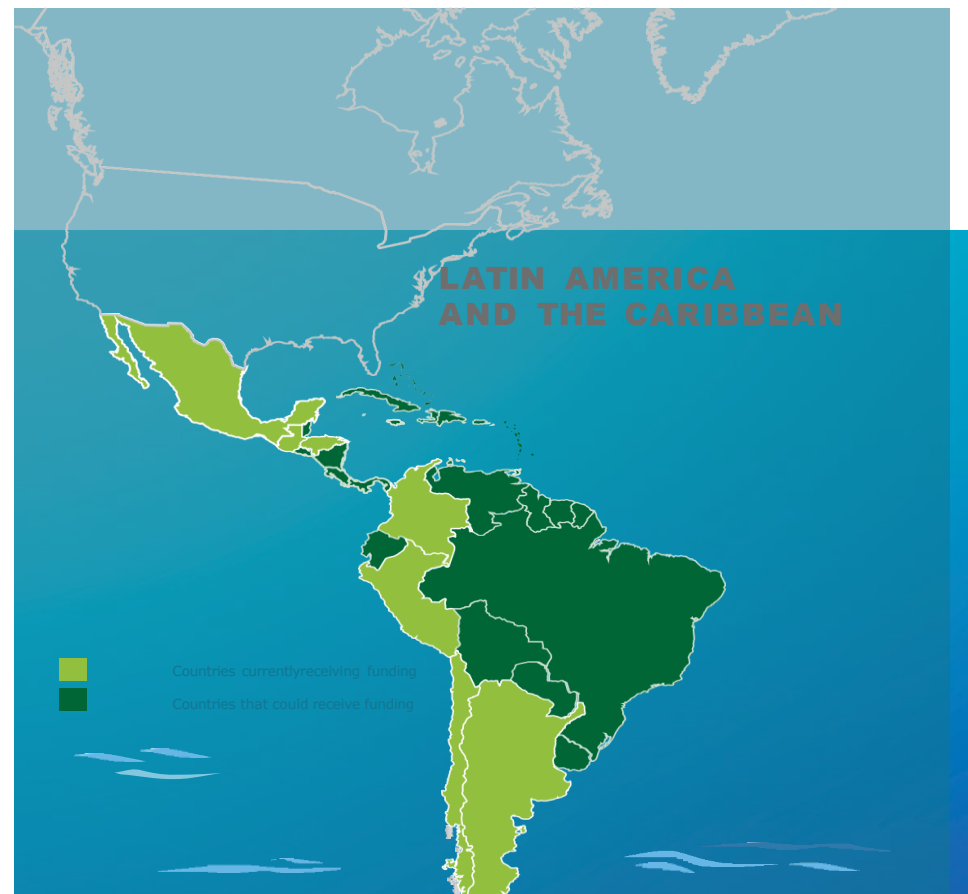 LATIN AMERICA
AND THE CARIBBEAN
Countries currentlyreceiving funding
Countries that could receive funding